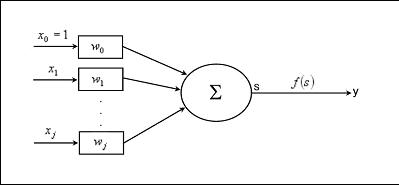 x₀ = 1 w₀
x₁ w₁
.
.
.
xⱼ wⱼ
Σ s f(s) y